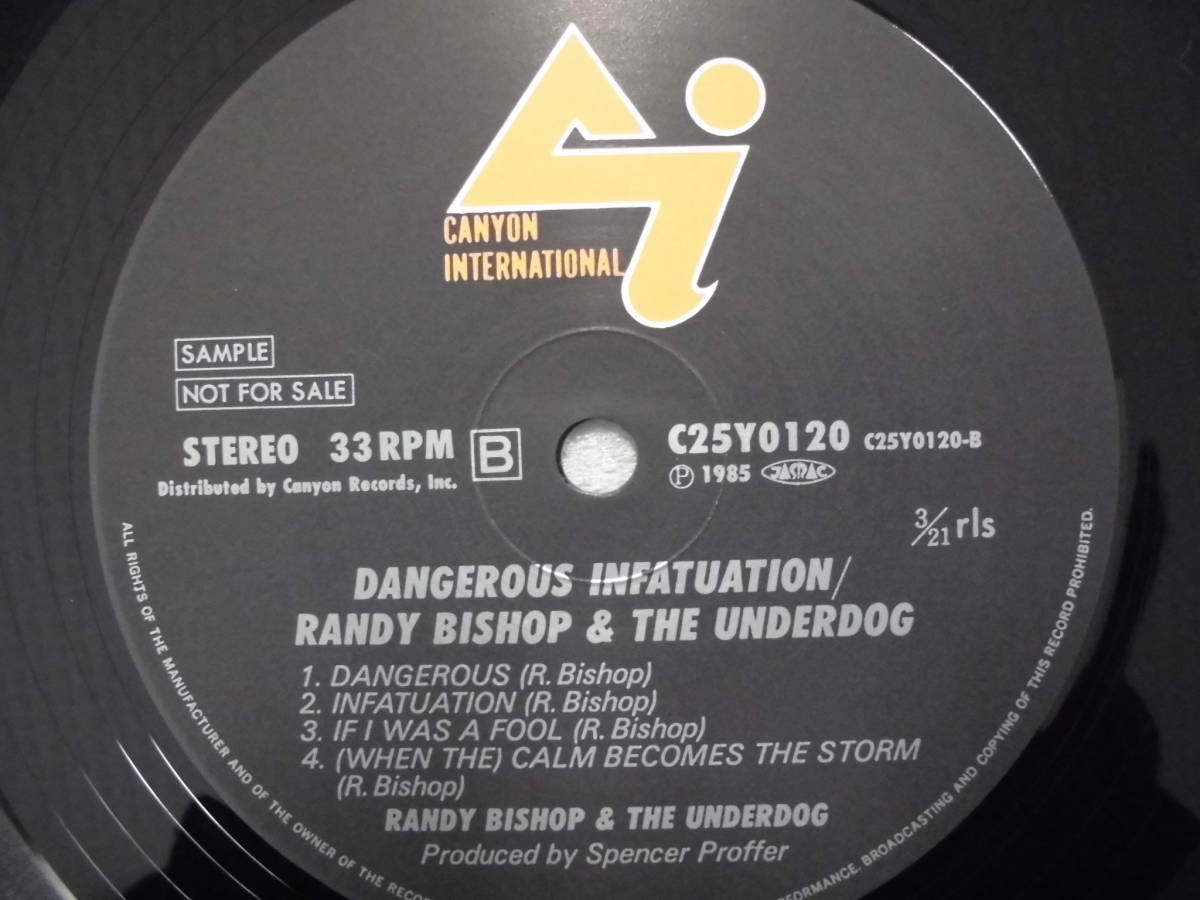 CANYON
INTERNATIONAL
SAMPLE
NOT FOR SALE
STEREO 33 RPM B C25Y0120 C25Y0120-B
Distributed by Canyon Records, Inc. Ⓟ 1985 JASRAC
3/21 rls
DANGEROUS INFATUATION/
RANDY BISHOP & THE UNDERDOG
1. DANGEROUS (R. Bishop)
2. INFATUATION (R. Bishop)
3. IF I WAS A FOOL (R. Bishop)
4. (WHEN THE) CALM BECOMES THE STORM
(R. Bishop)
RANDY BISHOP & THE UNDERDOG
Produced by Spencer Proffer
ALL RIGHTS OF THE MANUFACTURER AND OF THE OWNER OF THE RECO
PERFORMANCE. BROADCASTING AND COPYING OF THIS RECORD PROHIBITED.